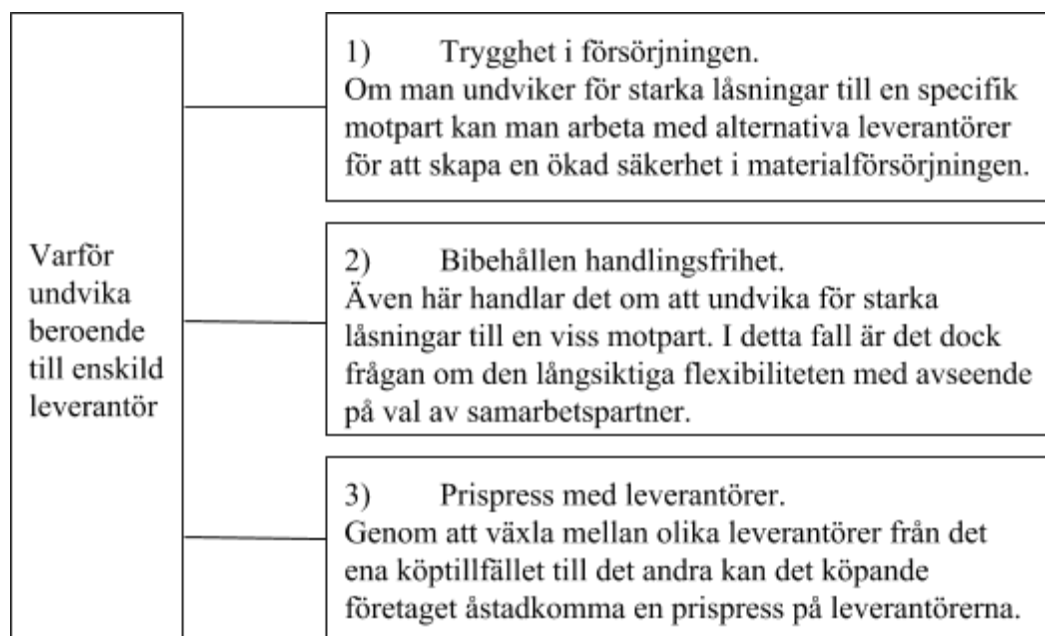 Varför
undvika
beroende
till enskild
leverantör
1) Trygghet i försörjningen.
Om man undviker för starka låsningar till en specifik
motpart kan man arbeta med alternativa leverantörer
för att skapa en ökad säkerhet i materialförsörjningen.
2) Bibehållen handlingsfrihet.
Även här handlar det om att undvika för starka
låsningar till en viss motpart. I detta fall är det dock
frågan om den långsiktiga flexibiliteten med avseende
på val av samarbetspartner.
3) Prispress med leverantörer.
Genom att växla mellan olika leverantörer från det
ena köptillfället till det andra kan det köpande
företaget åstadkomma en prispress på leverantörerna.